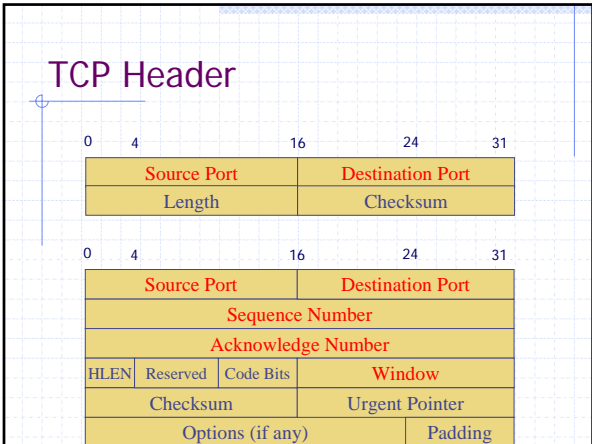 TCP Header
0 4 16 24 31
Source Port Destination Port
Length Checksum
0 4 16 24 31
Source Port Destination Port
Sequence Number
Acknowledge Number
HLEN Reserved Code Bits Window
Checksum Urgent Pointer
Options (if any) Padding